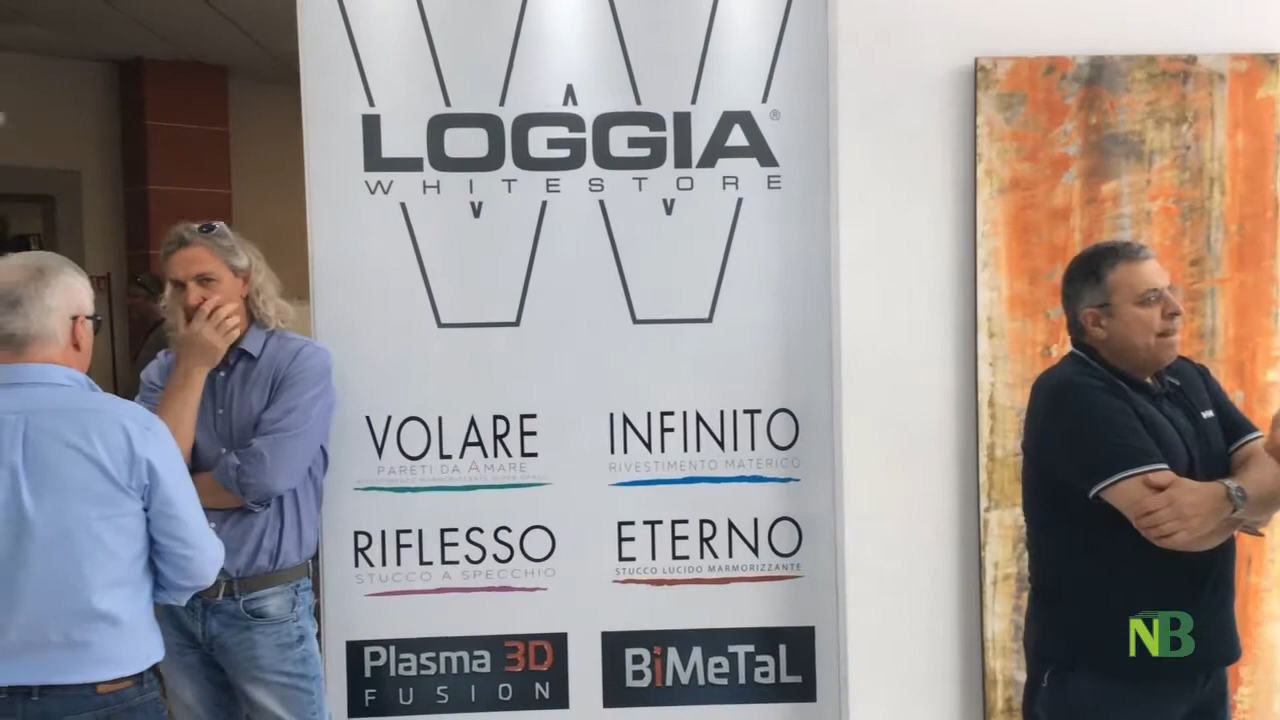 LOGGIA®
WHITESTORE
VOLARE
PARETI DA AMARE
INFINITO
RIVESTIMENTO MATERICO
RIFLESSO
STUCCO A SPECCHIO
ETERNO
STUCCO LUCIDO MARMORIZZANTE
Plasma 3D
FUSION
BiMeTaL
NB